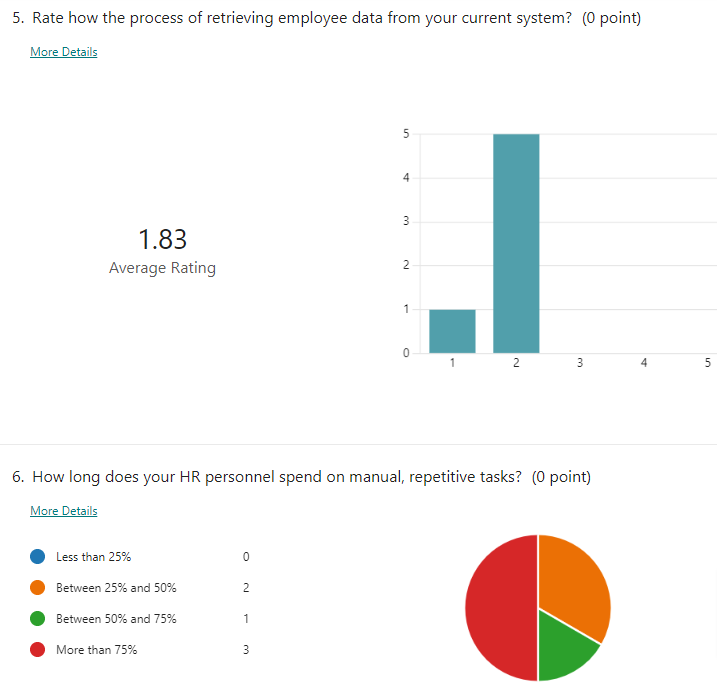 5. Rate how the process of retrieving employee data from your current system? (0 point)
More Details
5
4
3
2
1
0
1 2 3 4 5
1.83
Average Rating
6. How long does your HR personnel spend on manual, repetitive tasks? (0 point)
More Details
Less than 25% 0
Between 25% and 50% 2
Between 50% and 75% 1
More than 75% 3